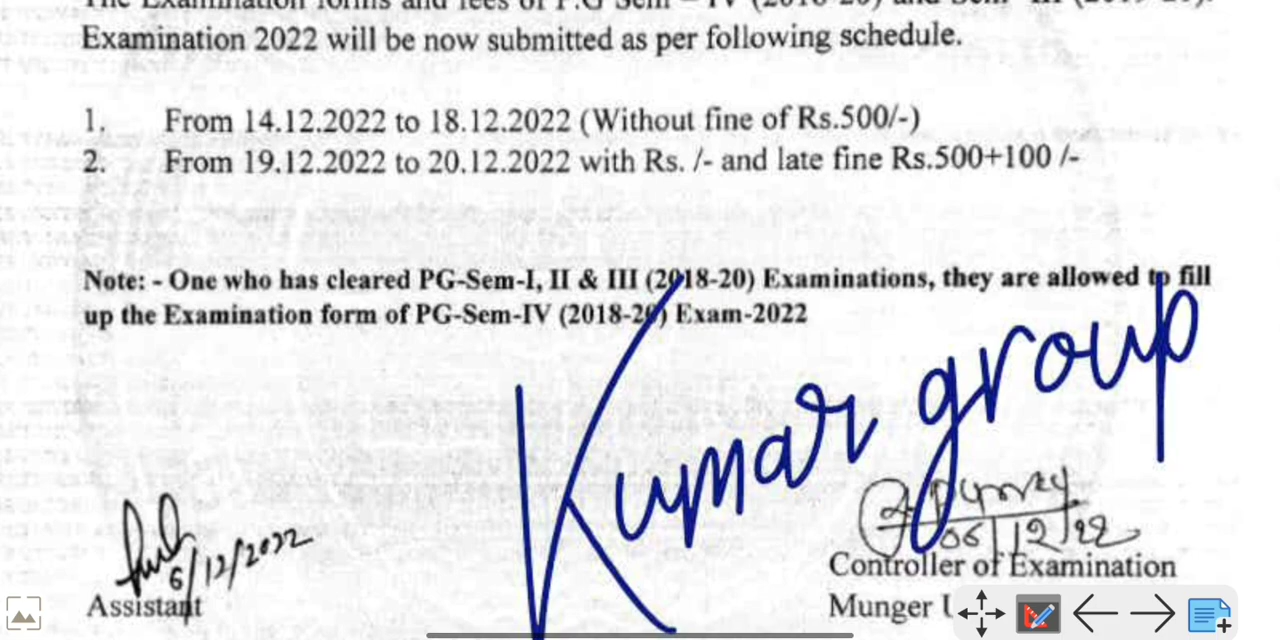 Examination 2022 will be now submitted as per following schedule.
1. From 14.12.2022 to 18.12.2022 (Without fine of Rs.500/-)
2. From 19.12.2022 to 20.12.2022 with Rs. /- and late fine Rs.500+100 /-
Note: - One who has cleared PG-Sem-I, II & III (2018-20) Examinations, they are allowed to fill
up the Examination form of PG-Sem-IV (2018-20) Exam-2022
Kumar group
6/12/2022
06/12/22
Assistant
Controller of Examination
Munger